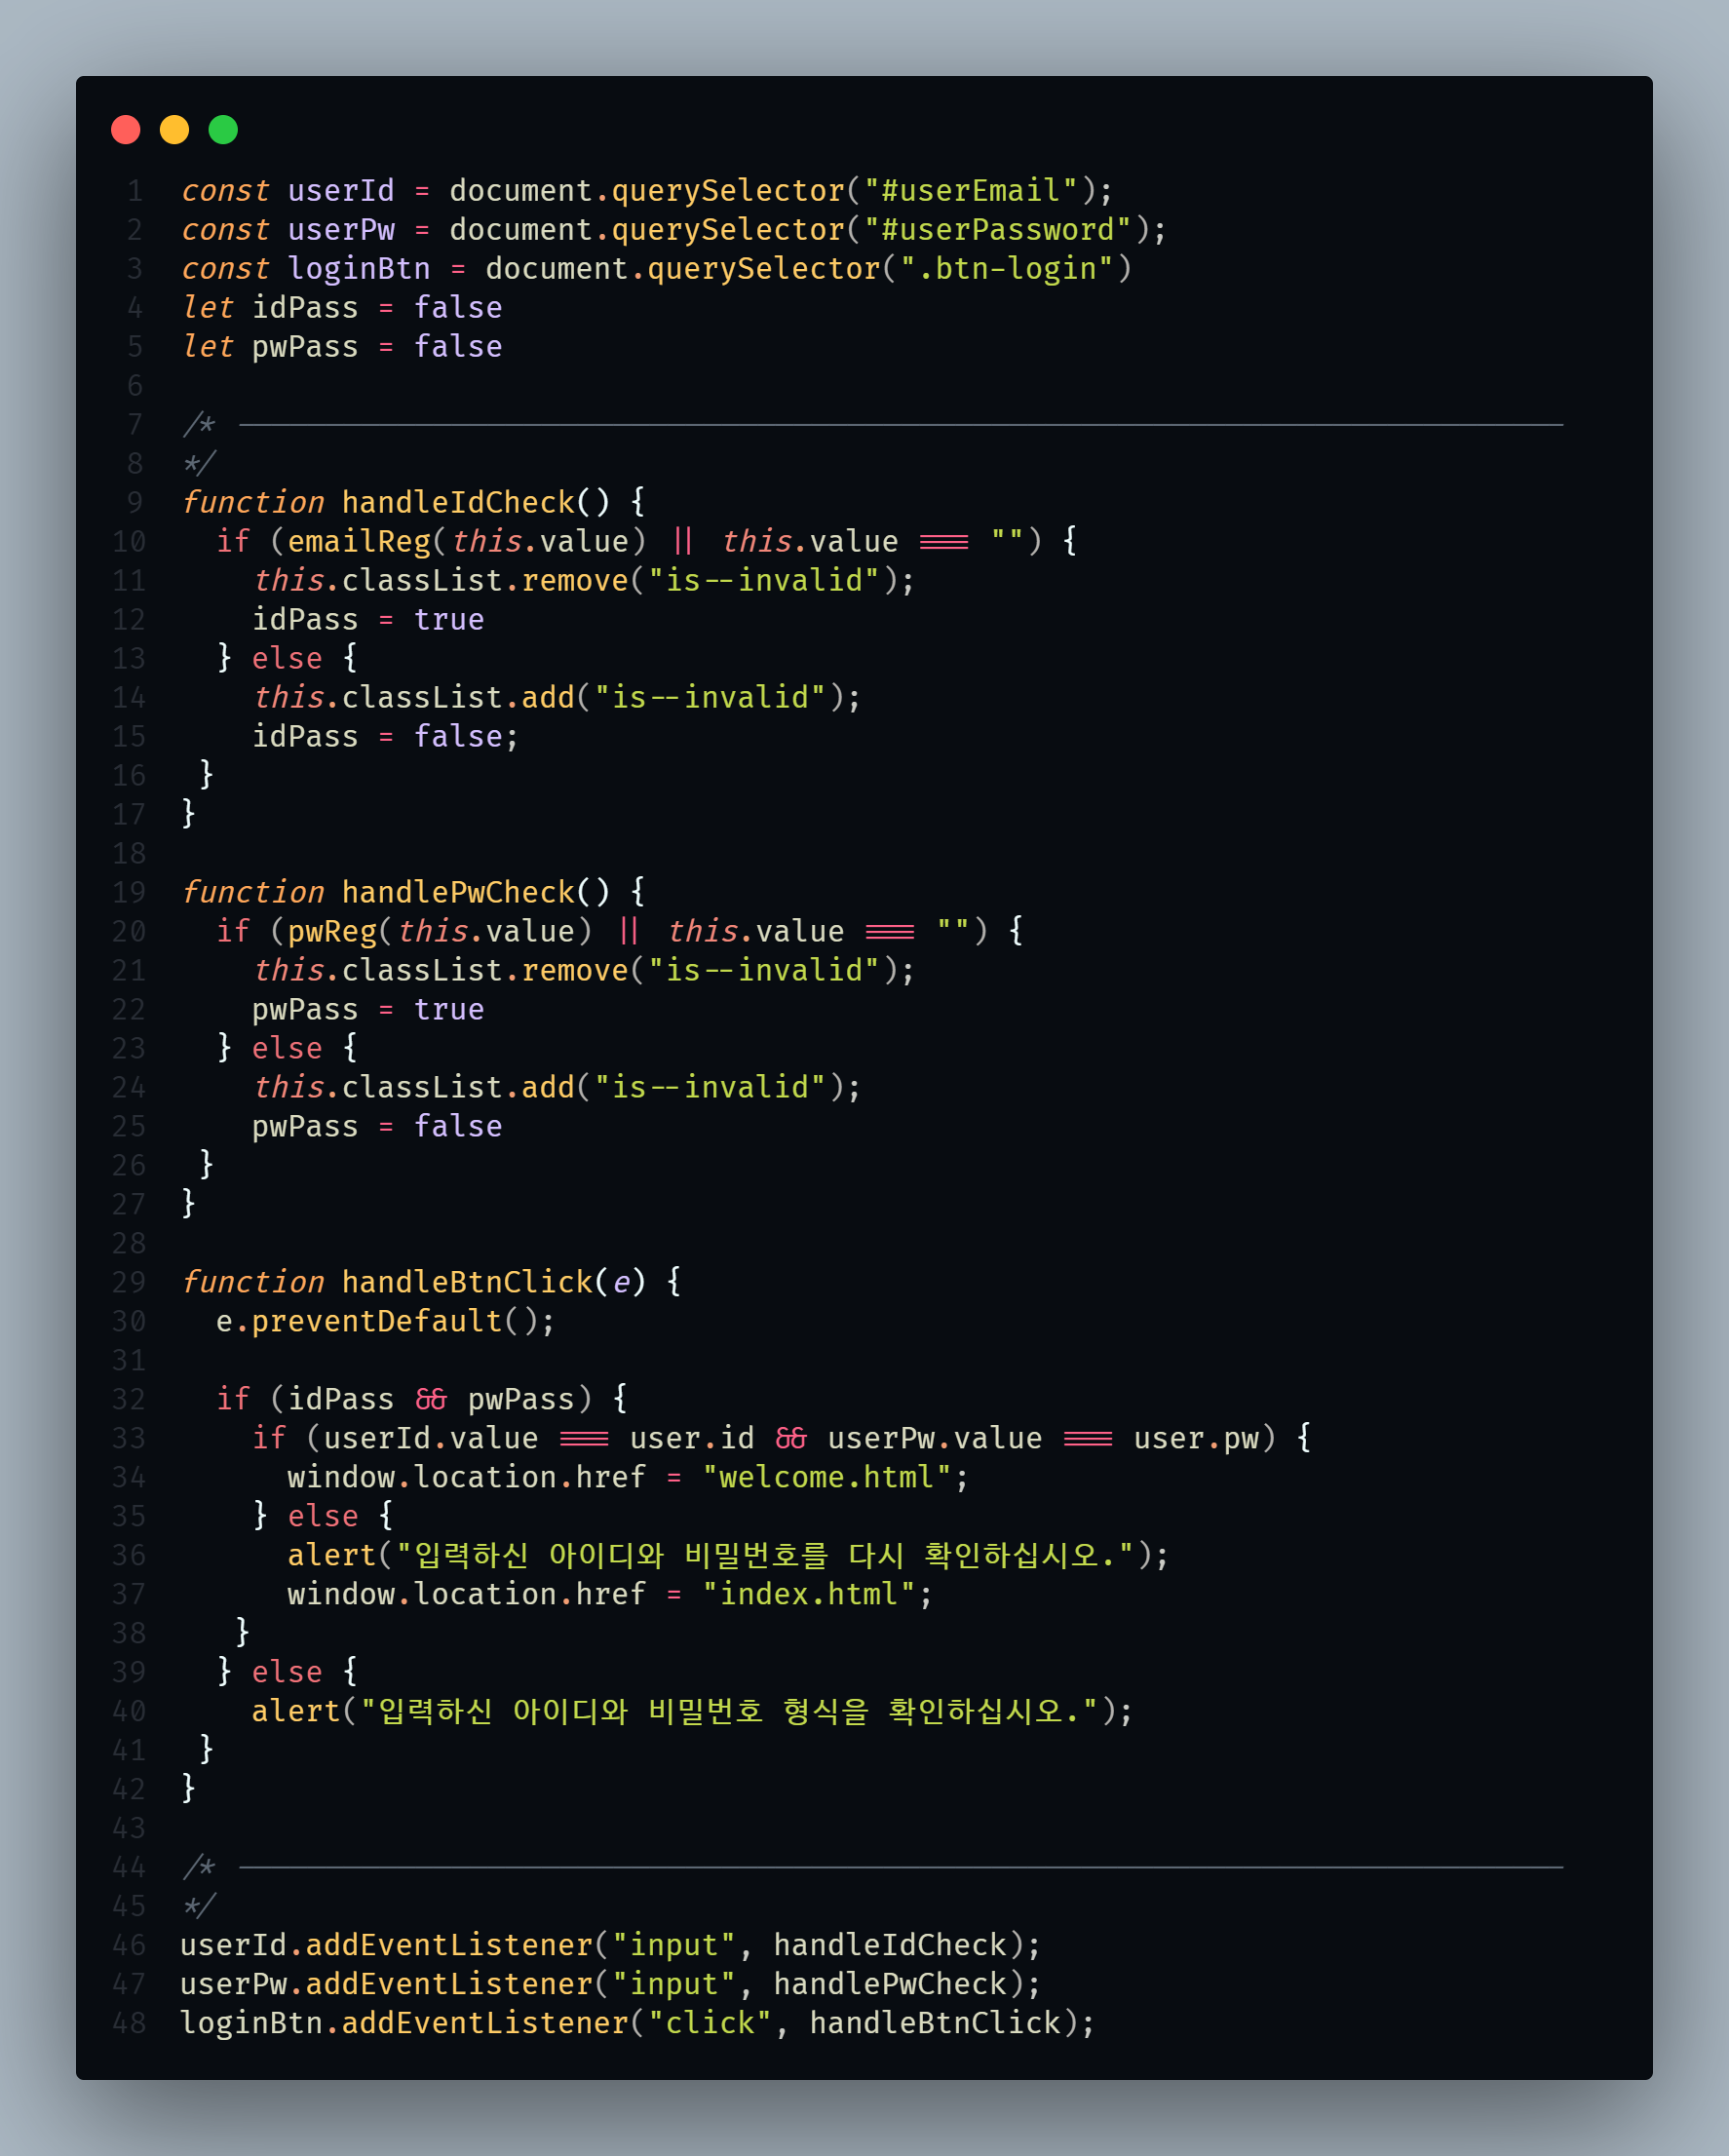 1 const userId = document.querySelector("#userEmail");
2 const userPw = document.querySelector("#userPassword");
3 const loginBtn = document.querySelector(".btn-login")
4 let idPass = false
5 let pwPass = false
6
7 /* --------------------------------------------------------------------------
8 */
9 function handleIdCheck() {
10   if (emailReg(this.value) || this.value === "") {
11     this.classList.remove("is--invalid");
12     idPass = true
13   } else {
14     this.classList.add("is--invalid");
15     idPass = false;
16  }
17 }
18
19 function handlePwCheck() {
20   if (pwReg(this.value) || this.value === "") {
21     this.classList.remove("is--invalid");
22     pwPass = true
23   } else {
24     this.classList.add("is--invalid");
25     pwPass = false
26  }
27 }
28
29 function handleBtnClick(e) {
30   e.preventDefault();
31
32   if (idPass && pwPass) {
33     if (userId.value === user.id && userPw.value === user.pw) {
34       window.location.href = "welcome.html";
35     } else {
36       alert("입력하신 아이디와 비밀번호를 다시 확인하십시오.");
37       window.location.href = "index.html";
38    }
39   } else {
40     alert("입력하신 아이디와 비밀번호 형식을 확인하십시오.");
41  }
42 }
43
44 /* --------------------------------------------------------------------------
45 */
46 userId.addEventListener("input", handleIdCheck);
47 userPw.addEventListener("input", handlePwCheck);
48 loginBtn.addEventListener("click", handleBtnClick);